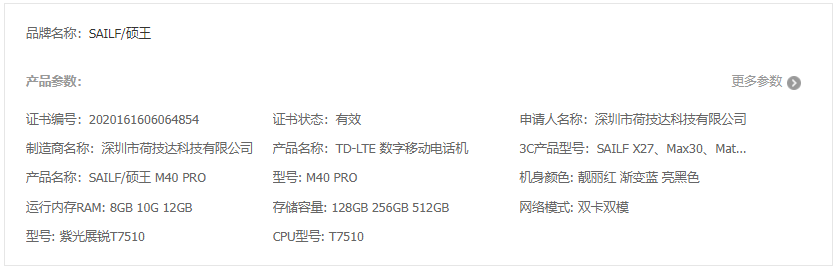 品牌名称：SAILF/硕王
产品参数：
更多参数
证书编号：2020161606064854 证书状态：有效 申请人名称：深圳市荷技达科技有限公司
制造商名称：深圳市荷技达科技有限公司 产品名称：TD-LTE 数字移动电话机 3C产品型号：SAILF X27、Max30、Mat...
产品名称：SAILF/硕王 M40 PRO 型号: M40 PRO 机身颜色: 靓丽红 渐变蓝 亮黑色
运行内存RAM: 8GB 10G 12GB 存储容量: 128GB 256GB 512GB 网络模式: 双卡双模
型号: 紫光展锐T7510 CPU型号: T7510